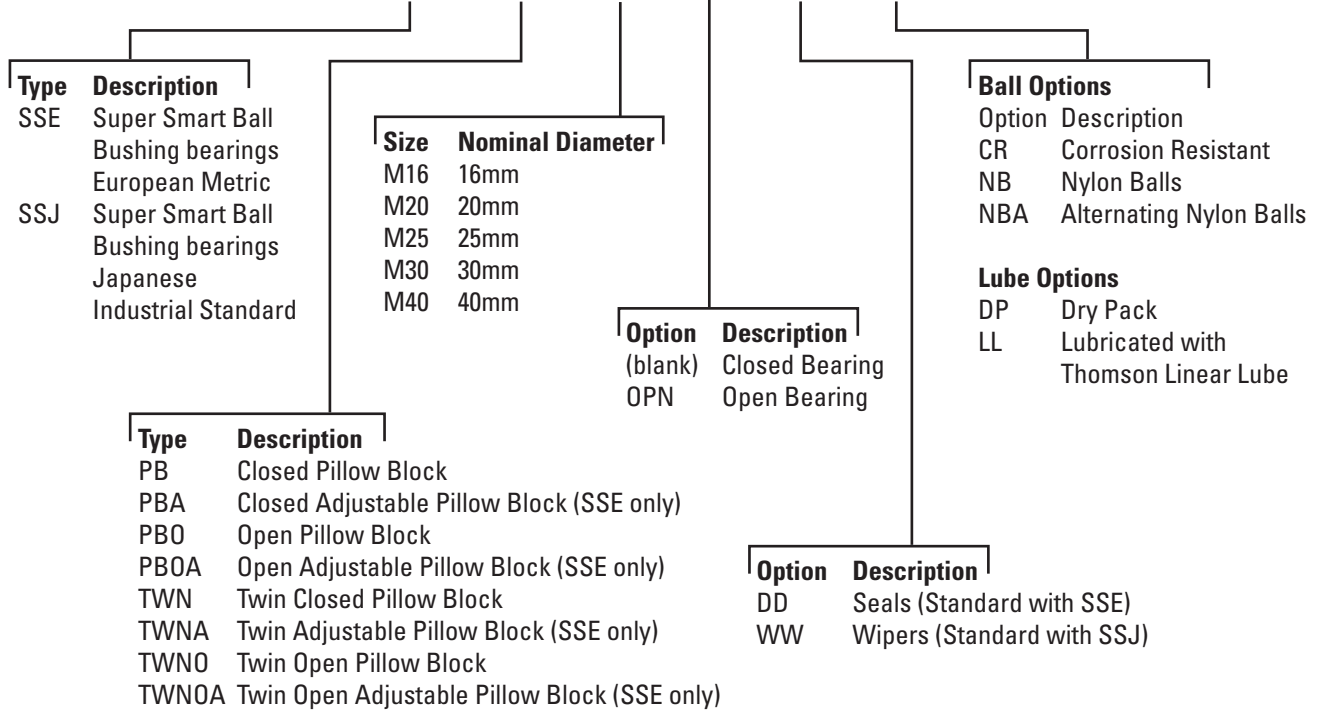 Type Description
SSE Super Smart Ball
Bushing bearings
European Metric
SSJ Super Smart Ball
Bushing bearings
Japanese
Industrial Standard
Size Nominal Diameter
M16 16mm
M20 20mm
M25 25mm
M30 30mm
M40 40mm
Ball Options
Option Description
CR Corrosion Resistant
NB Nylon Balls
NBA Alternating Nylon Balls
Lube Options
DP Dry Pack
LL Lubricated with
Thomson Linear Lube
Option Description
(blank) Closed Bearing
OPN Open Bearing
Type Description
PB Closed Pillow Block
PBA Closed Adjustable Pillow Block (SSE only)
PBO Open Pillow Block
PBOA Open Adjustable Pillow Block (SSE only)
TWN Twin Closed Pillow Block
TWNA Twin Adjustable Pillow Block (SSE only)
TWNO Twin Open Pillow Block
TWNOA Twin Open Adjustable Pillow Block (SSE only)
Option Description
DD Seals (Standard with SSE)
WW Wipers (Standard with SSJ)